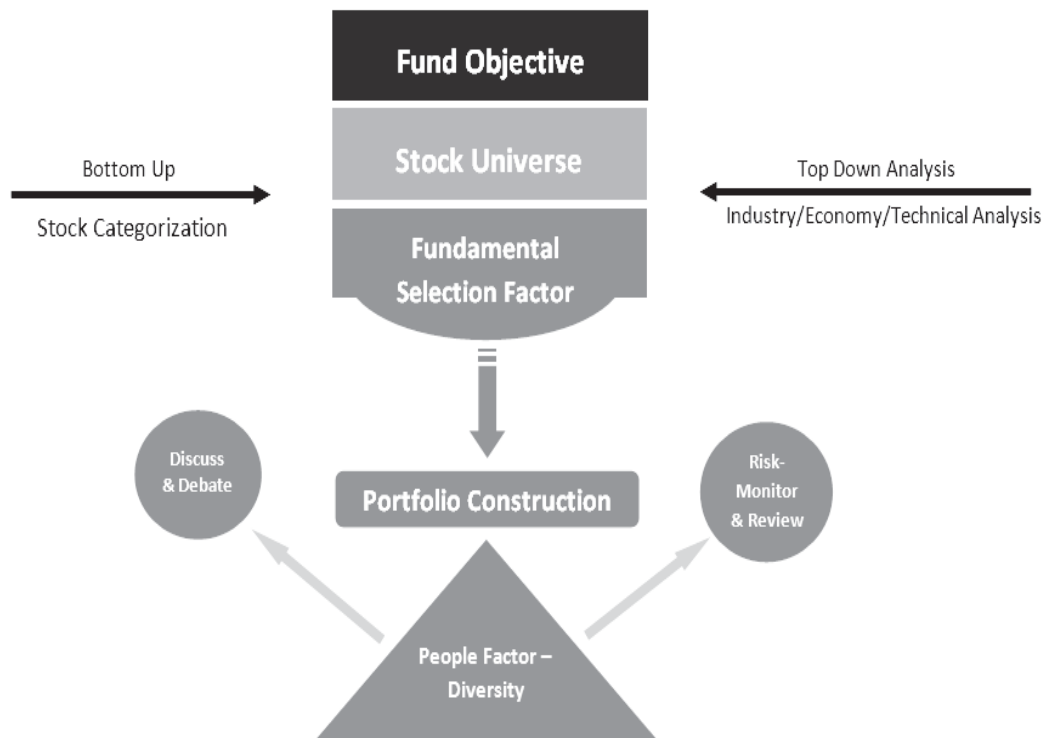 Fund Objective
Stock Universe
Bottom Up
Stock Categorization
Top Down Analysis
Industry/Economy/Technical Analysis
Fundamental
Selection Factor
Discuss
& Debate
Portfolio Construction
Risk-
Monitor
& Review
People Factor –
Diversity